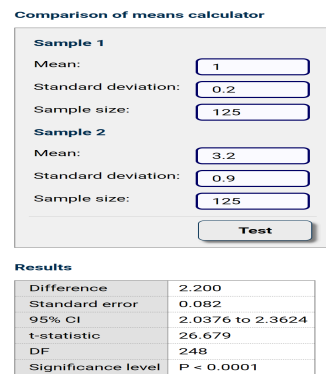 Comparison of means calculator
Sample 1
Mean: 1
Standard deviation: 0.2
Sample size: 125
Sample 2
Mean: 3.2
Standard deviation: 0.9
Sample size: 125
Test
Results
Difference 2.200
Standard error 0.082
95% CI 2.0376 to 2.3624
t-statistic 26.679
DF 248
Significance level P < 0.0001